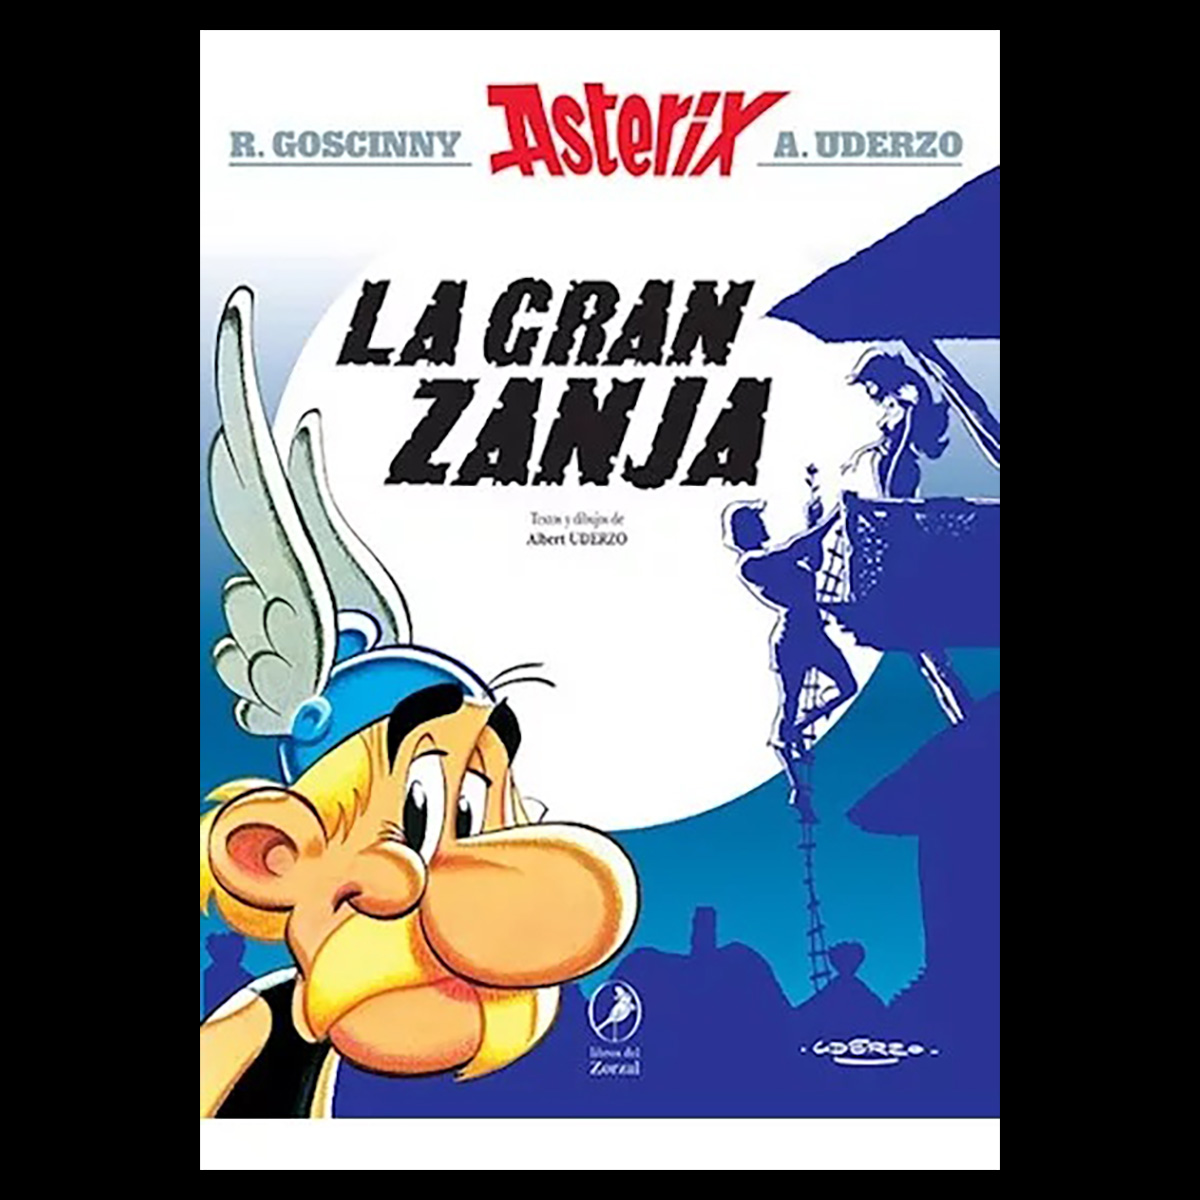 R. GOSCINNY Asterix A. UDERZO
LA GRAN
ZANJA
Textos y dibujos de
Albert UDERZO
libros del
Zorzal
·UDERZO·